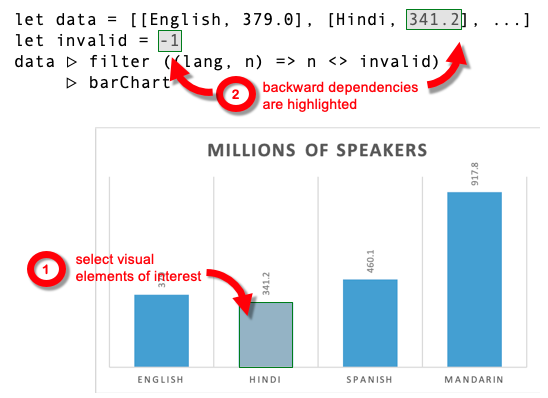 let data = [[English, 379.0], [Hindi, 341.2], ...]
let invalid = -1
data ▷ filter ((lang, n) => n <> invalid)
▷ barChart
2 backward dependencies
are highlighted
MILLIONS OF SPEAKERS
917.8
460.1
1 select visual
elements of interest
341.2
ENGLISH HINDI SPANISH MANDARIN